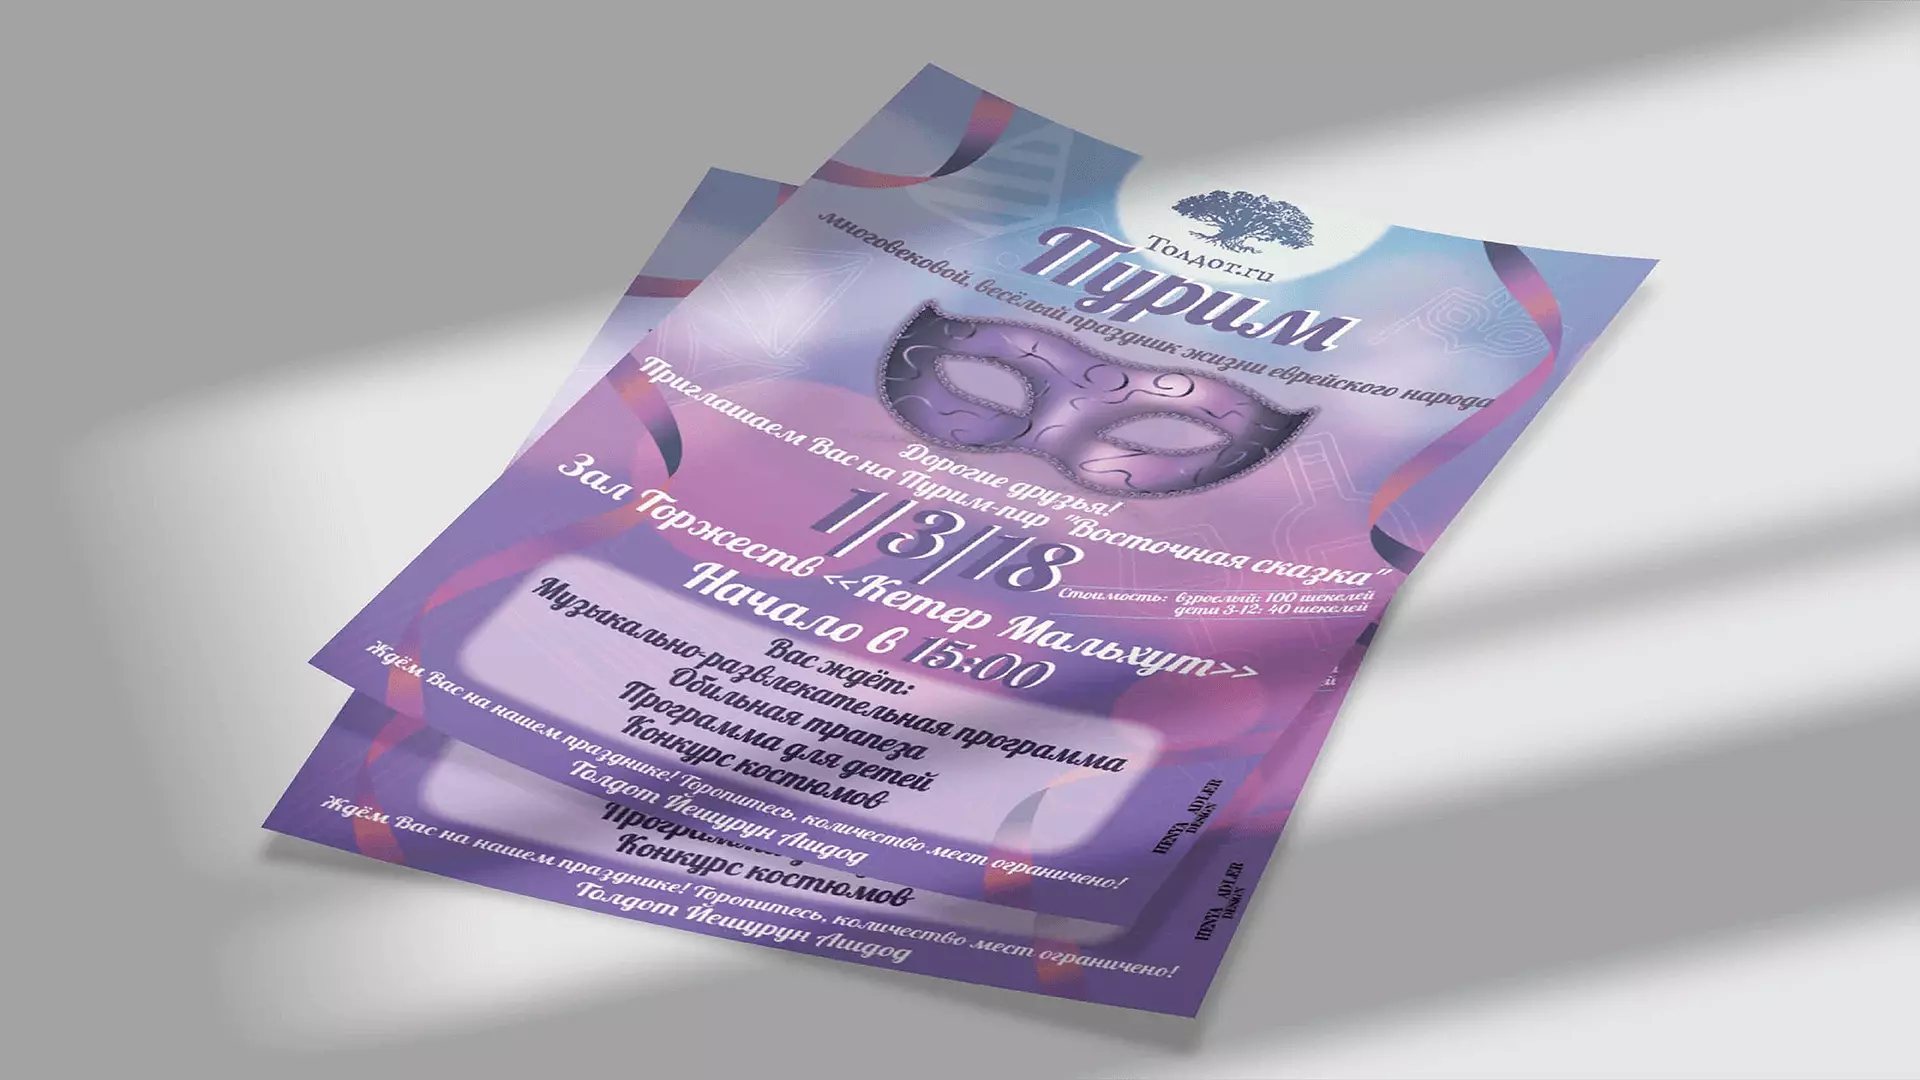 Толдот.ru
Пурим
многовековой, весёлый праздник жизни еврейского народа
Дорогие друзья!
Приглашаем Вас на Пурим-пир "Восточная сказка"
1/3/18
Стоимость: взрослый: 100 шекелей
дети 3-12: 40 шекелей
Зал Торжеств <<Кетер Мальхут>>
Начало в 15:00
Вас ждёт:
Музыкально-развлекательная программа
Обильная трапеза
Программа для детей
Конкурс костюмов
Ждём Вас на нашем празднике! Торопитесь, количество мест ограничено!
Толдот Йешурун Ашдод
HENYA ADLER
DESIGN
Конкурс костюмов
Ждём Вас на нашем празднике! Торопитесь, количество мест ограничено!
Толдот Йешурун Ашдод
HENYA ADLER
DESIGN